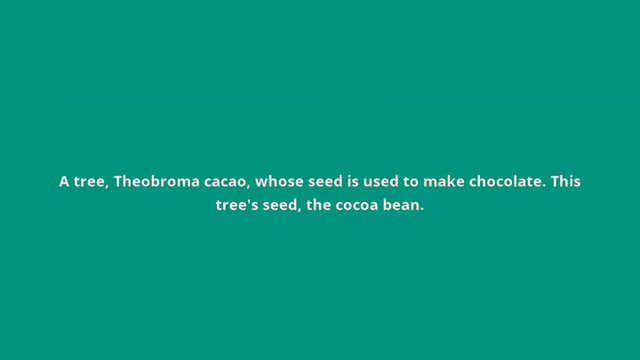 A tree, Theobroma cacao, whose seed is used to make chocolate. This
tree's seed, the cocoa bean.